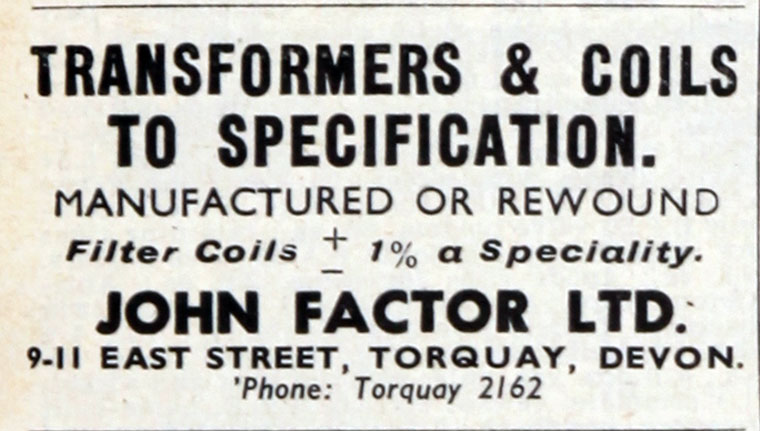 TRANSFORMERS & COILS
TO SPECIFICATION.
MANUFACTURED OR REWOUND
Filter Coils ± 1% a Speciality.
JOHN FACTOR LTD.
9-11 EAST STREET, TORQUAY, DEVON.
'Phone: Torquay 2162